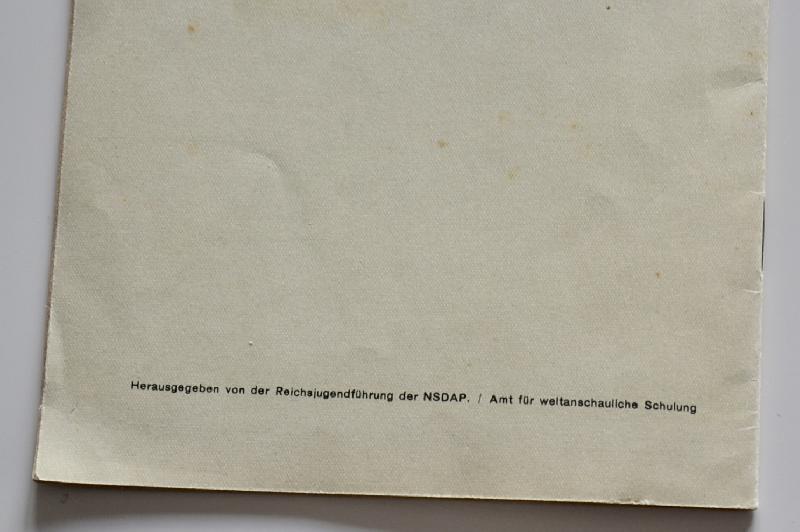 Herausgegeben von der Reichsjugendführung der NSDAP. / Amt für weltanschauliche Schulung